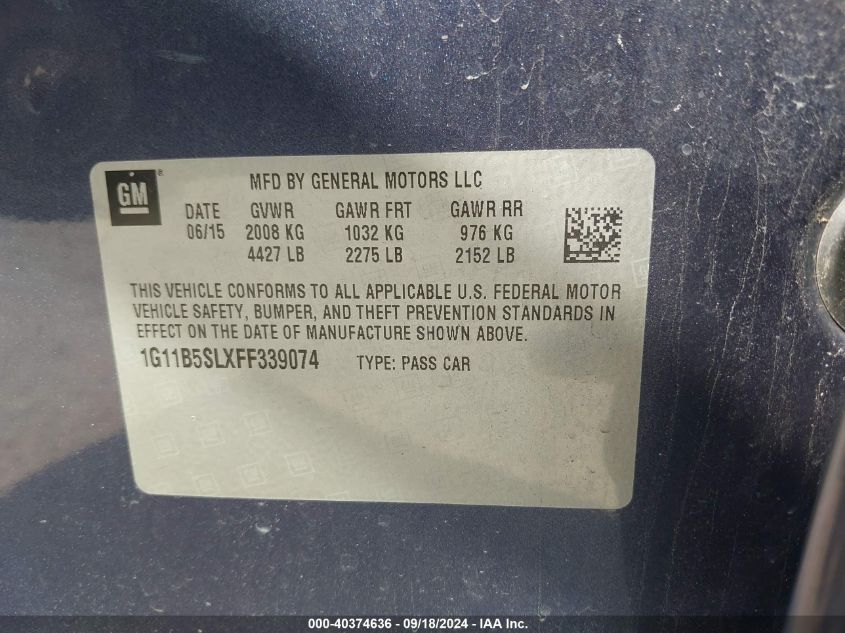 GM ® MFD BY GENERAL MOTORS LLC
DATE GVWR GAWR FRT GAWR RR
06/15 2008 KG 1032 KG 976 KG
4427 LB 2275 LB 2152 LB
THIS VEHICLE CONFORMS TO ALL APPLICABLE U.S. FEDERAL MOTOR
VEHICLE SAFETY, BUMPER, AND THEFT PREVENTION STANDARDS IN
EFFECT ON THE DATE OF MANUFACTURE SHOWN ABOVE.
1G11B5SLXFF339074 TYPE: PASS CAR
000-40374636 - 09/18/2024 - IAA Inc.